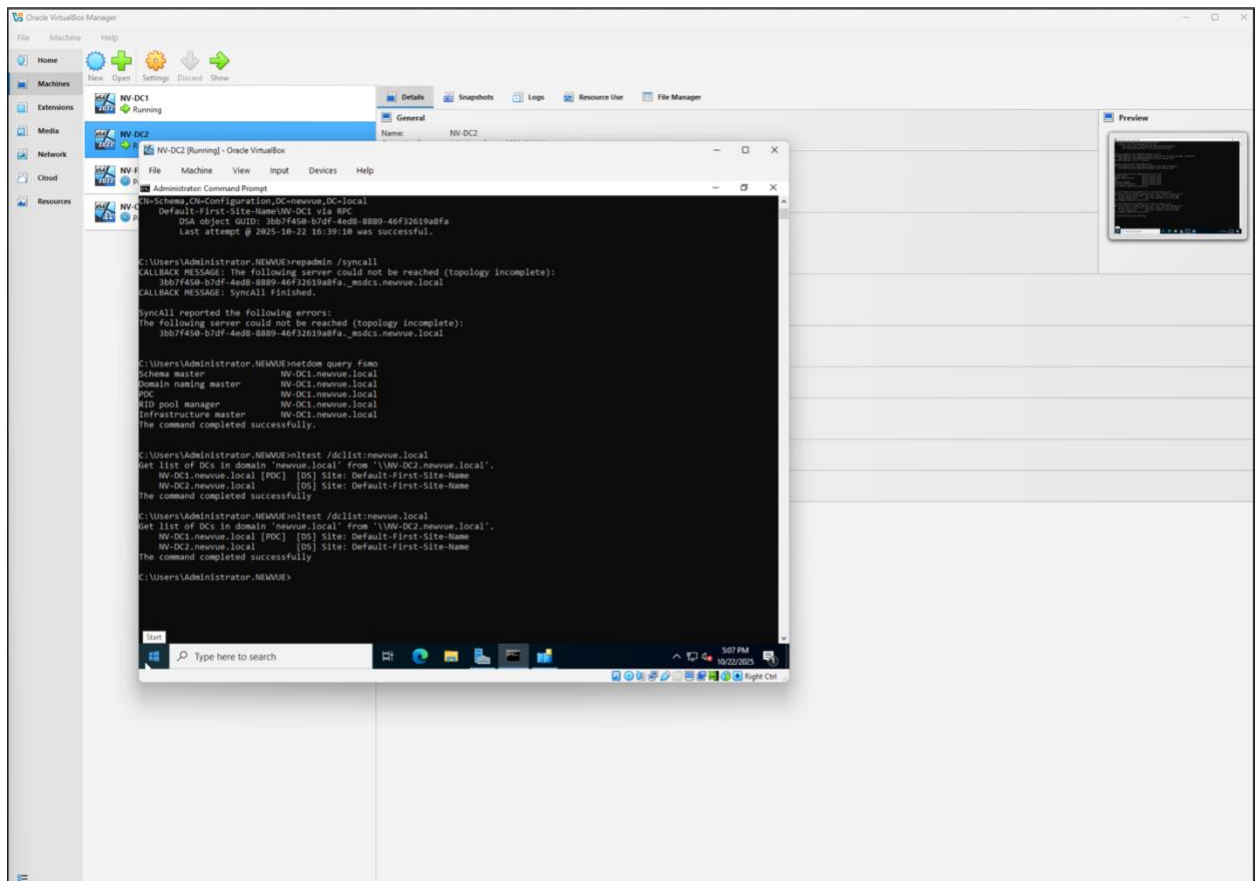 Oracle VirtualBox Manager
File Machine Help
Home
Machines
Extensions
Media
Network
Cloud
Resources
New Open Settings Discard Show
NV-DC1
Running
NV-DC2
Details Snapshots Logs Resource Use File Manager
General
Name: NV-DC2
Preview
NV-DC2 [Running] - Oracle VirtualBox
File Machine View Input Devices Help
Administrator: Command Prompt
CN=Schema,CN=Configuration,DC=newvue,DC=local
Default-First-Site-Name\NV-DC1 via RPC
DSA object GUID: 3bb7f450-b7df-4ed8-8889-46f32619a8fa
Last attempt @ 2025-10-22 16:39:10 was successful.
C:\Users\Administrator.NEWVUE>repadmin /syncall
CALLBACK MESSAGE: The following server could not be reached (topology incomplete):
3bb7f450-b7df-4ed8-8889-46f32619a8fa._msdcs.newvue.local
CALLBACK MESSAGE: SyncAll Finished.
SyncAll reported the following errors:
The following server could not be reached (topology incomplete):
3bb7f450-b7df-4ed8-8889-46f32619a8fa._msdcs.newvue.local
C:\Users\Administrator.NEWVUE>netdom query fsmo
Schema master NV-DC1.newvue.local
Domain naming master NV-DC1.newvue.local
PDC NV-DC1.newvue.local
RID pool manager NV-DC1.newvue.local
Infrastructure master NV-DC1.newvue.local
The command completed successfully.
C:\Users\Administrator.NEWVUE>nltest /dclist:newvue.local
Get list of DCs in domain 'newvue.local' from '\\NV-DC2.newvue.local'.
NV-DC1.newvue.local [PDC] [DS] Site: Default-First-Site-Name
NV-DC2.newvue.local [DS] Site: Default-First-Site-Name
The command completed successfully
C:\Users\Administrator.NEWVUE>nltest /dclist:newvue.local
Get list of DCs in domain 'newvue.local' from '\\NV-DC2.newvue.local'.
NV-DC1.newvue.local [PDC] [DS] Site: Default-First-Site-Name
NV-DC2.newvue.local [DS] Site: Default-First-Site-Name
The command completed successfully
C:\Users\Administrator.NEWVUE>
Start
Type here to search
5:07 PM
10/22/2025
Right Ctrl